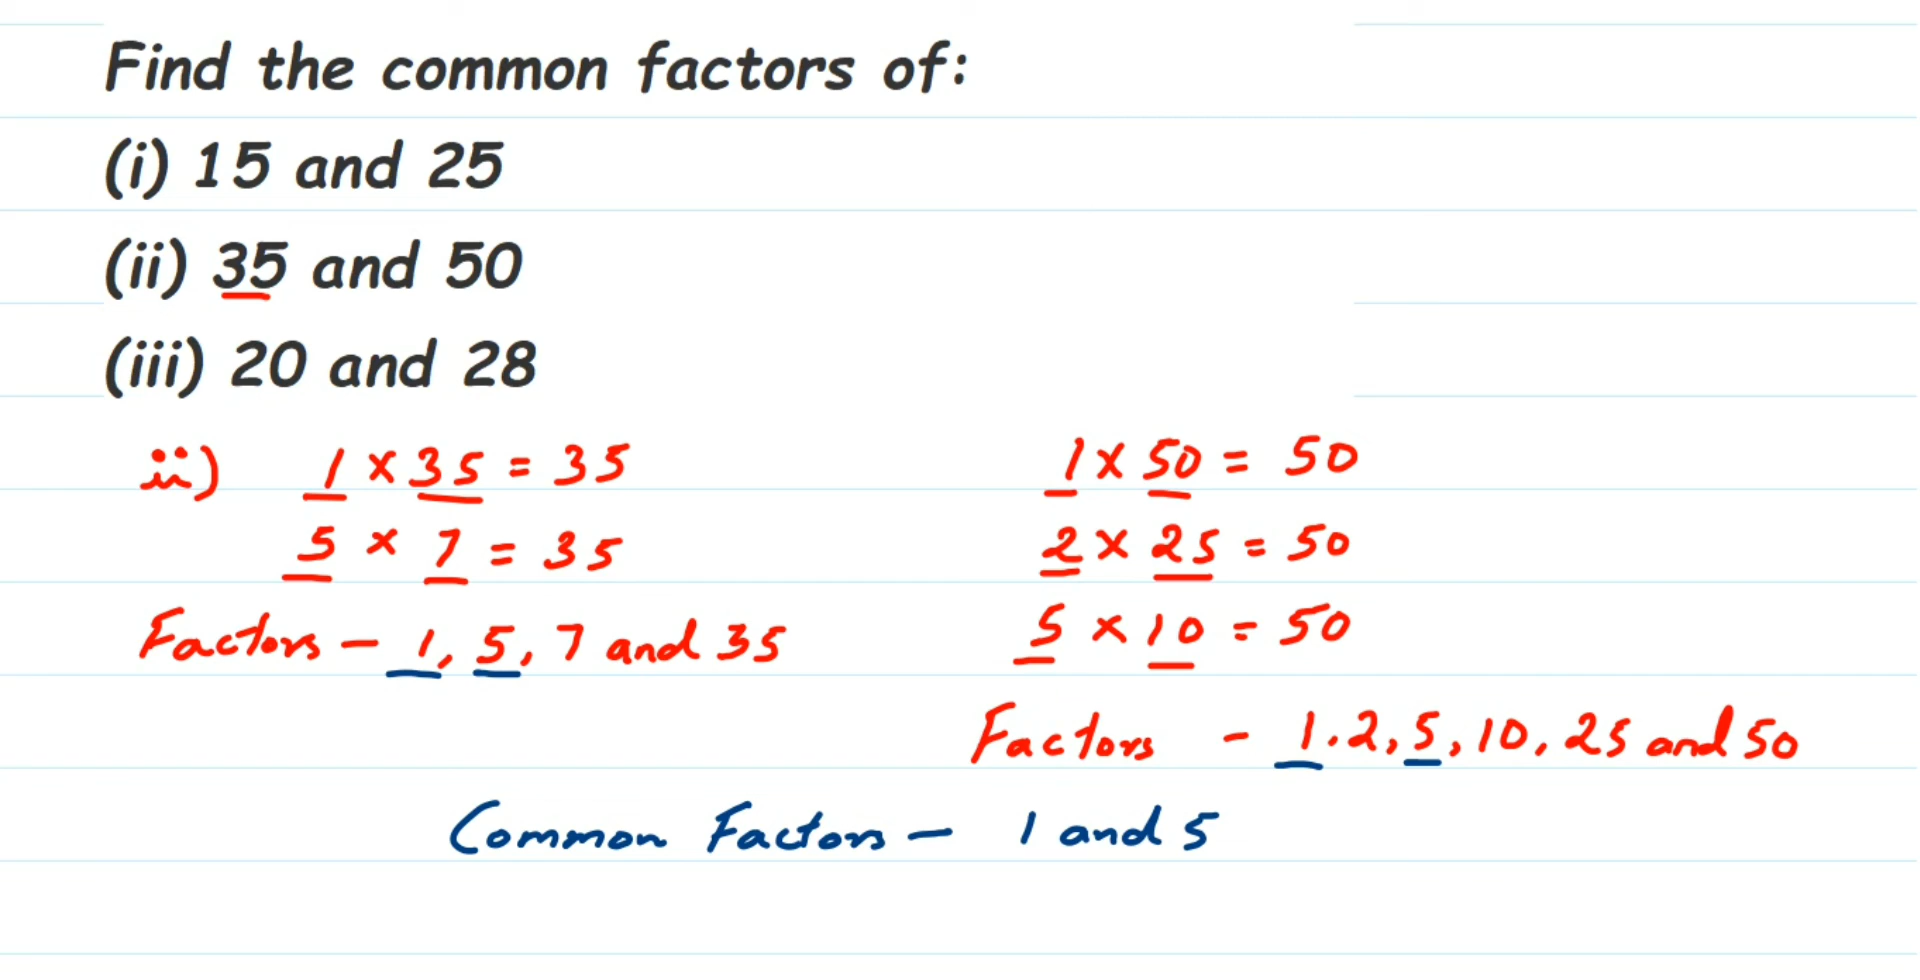 Find the common factors of:
(i) 15 and 25
(ii) 35 and 50
(iii) 20 and 28
ii) 1 × 35 = 35
5 × 7 = 35
Factors – 1, 5, 7 and 35
1 × 50 = 50
2 × 25 = 50
5 × 10 = 50
Factors - 1, 2, 5, 10, 25 and 50
Common Factors – 1 and 5